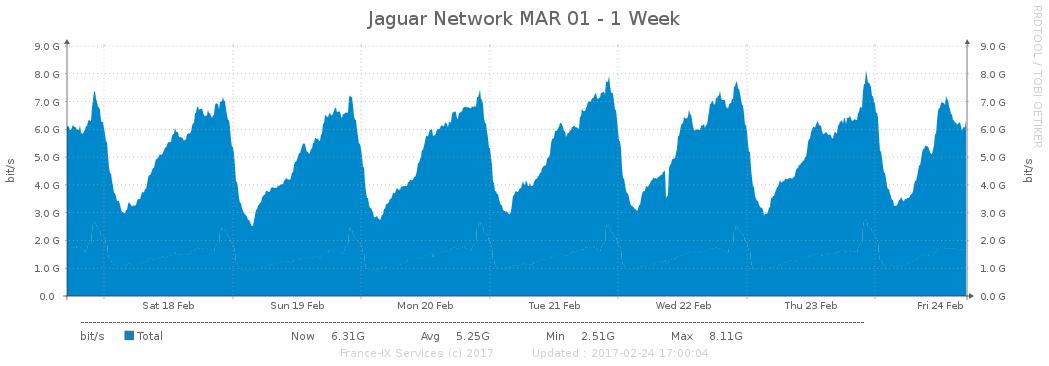 Jaguar Network MAR 01 - 1 Week
RRDTOOL / TOBI OETIKER
bit/s
9.0 G 9.0 G
8.0 G 8.0 G
7.0 G 7.0 G
6.0 G 6.0 G
5.0 G 5.0 G
4.0 G 4.0 G
3.0 G 3.0 G
2.0 G 2.0 G
1.0 G 1.0 G
0.0 0.0 G
bit/s
Sat 18 Feb Sun 19 Feb Mon 20 Feb Tue 21 Feb Wed 22 Feb Thu 23 Feb Fri 24 Feb
bit/s Total Now 6.31G Avg 5.25G Min 2.51G Max 8.11G
France-IX Services (c) 2017 Updated : 2017-02-24 17:00:04